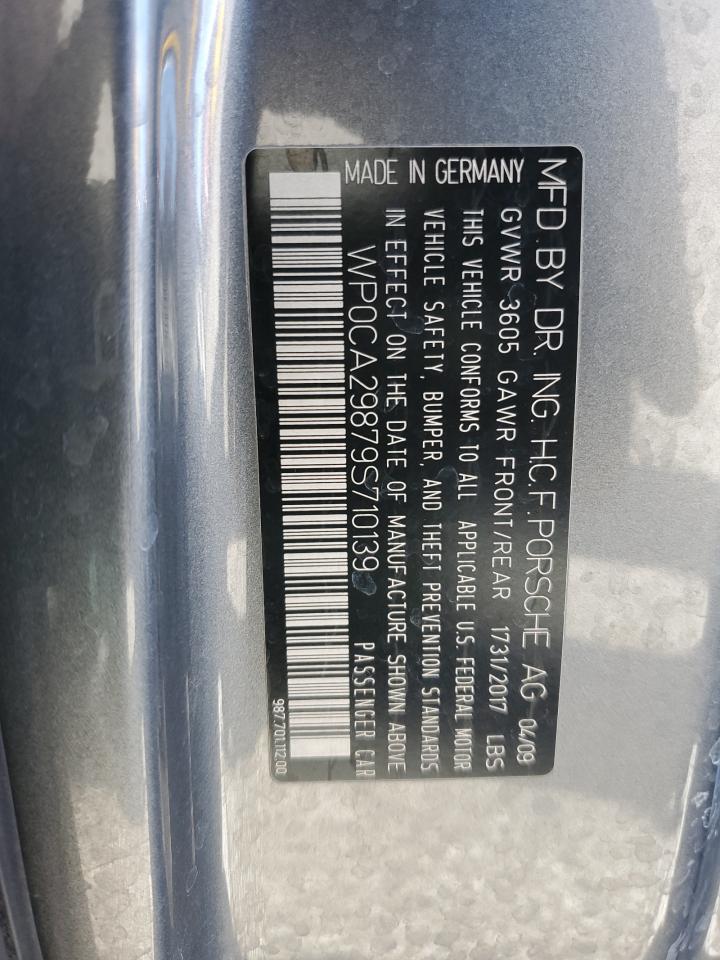 MFD. BY DR. ING. H.C.F. PORSCHE AG 04/09
GVWR 3605 GAWR FRONT/REAR 1731/2017 LBS
THIS VEHICLE CONFORMS TO ALL APPLICABLE U.S. FEDERAL MOTOR
VEHICLE SAFETY, BUMPER, AND THEFT PREVENTION STANDARDS
IN EFFECT ON THE DATE OF MANUFACTURE SHOWN ABOVE
MADE IN GERMANY WP0CA29879S710139 PASSENGER CAR
987.701.112.00